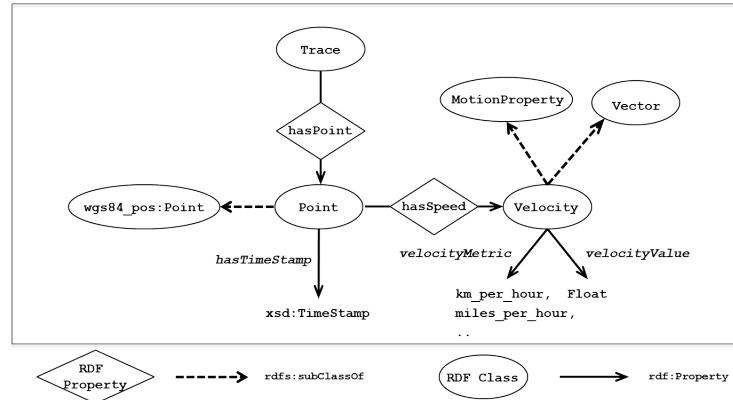 Trace
MotionProperty
Vector
hasPoint
wgs84_pos:Point
Point
hasSpeed
Velocity
hasTimeStamp
velocityMetric
velocityValue
km_per_hour, Float
miles_per_hour,
..
xsd:TimeStamp
RDF
Property
rdfs:subClassOf
RDF Class
rdf:Property